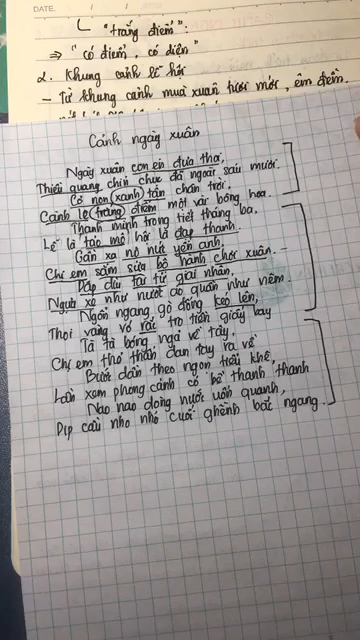 DATE. / /
"trắng điểm":
⇒ "có điểm, có diện"
2. Khung cảnh lễ hội
- Từ khung cảnh mùa xuân tươi mới, êm đềm.
Cảnh ngày xuân
Ngày xuân con én đưa thoi,
Thiều quang chín chục đã ngoài sáu mươi.
Cỏ non (xanh) tận chân trời,
Cành lê (trắng) điểm một vài bông hoa.
Thanh minh trong tiết tháng ba,
Lễ là tảo mộ hội là đạp thanh.
Gần xa nô nức yến anh,
Chị em sắm sửa bộ hành chơi xuân.
Dập dìu tài tử giai nhân,
Ngựa xe như nước áo quần như nêm.
Ngổn ngang gò đống kéo lên,
Thoi vàng vó rắc tro tiền giấy bay
Tà tà bóng ngả về tây,
Chị em thơ thẩn dan tay ra về
Bước dần theo ngọn tiểu khê,
Lần xem phong cảnh có bề thanh thanh
Nao nao dòng nước uốn quanh,
Dịp cầu nho nhỏ cuối ghềnh bắc ngang.